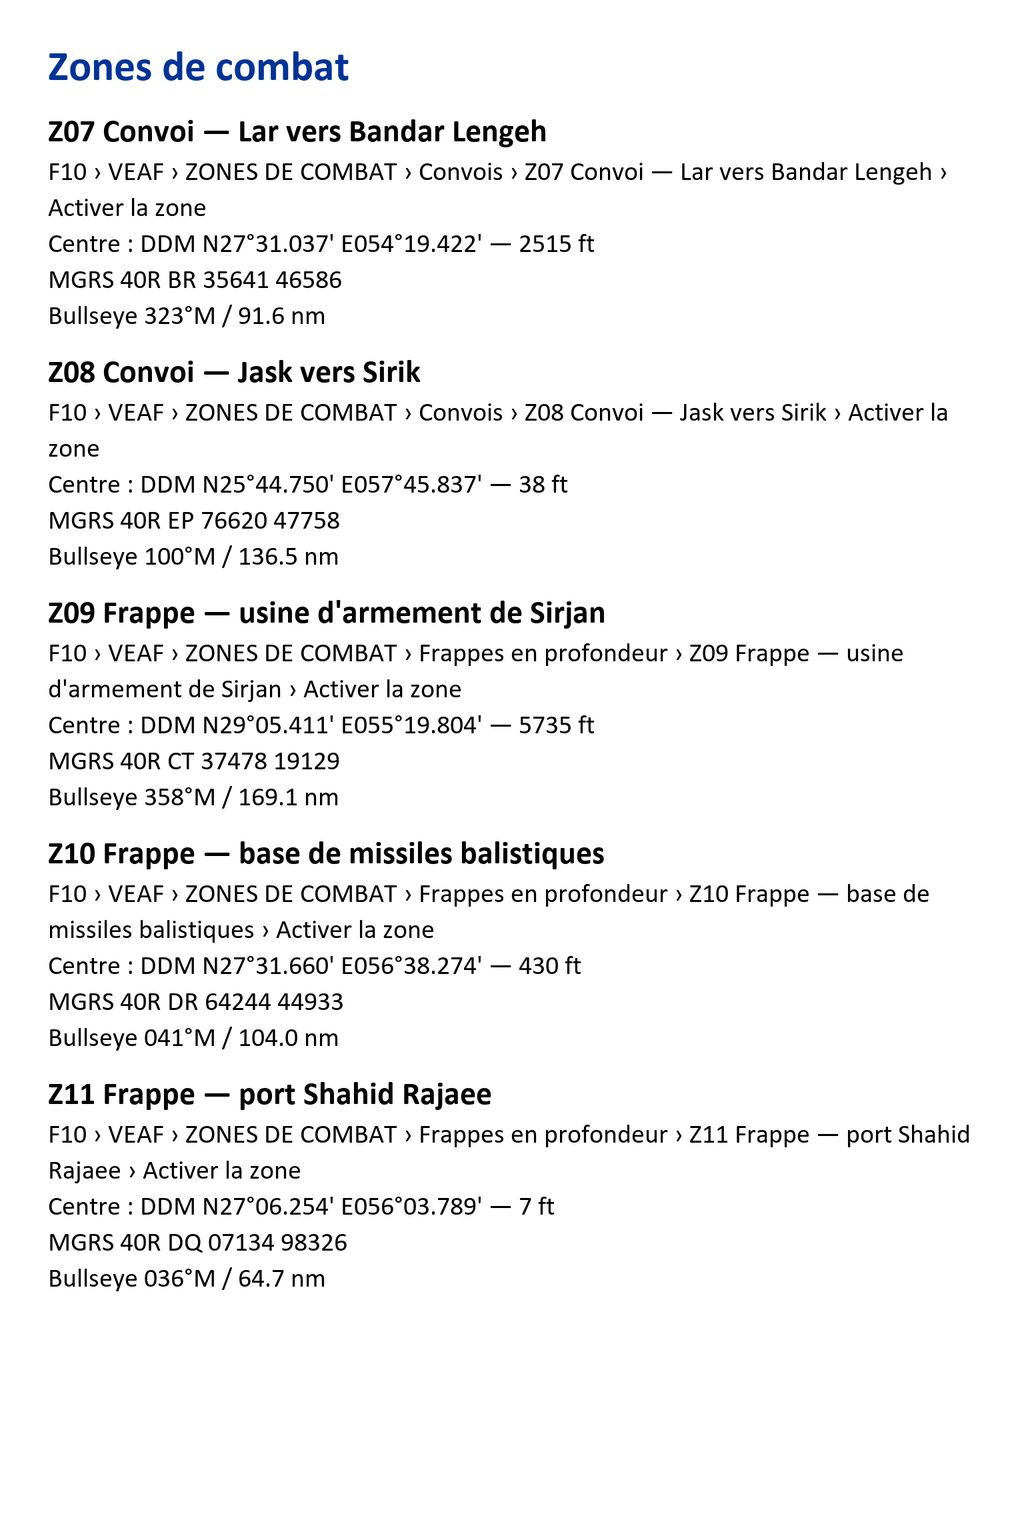 Zones de combat
Z07 Convoi — Lar vers Bandar Lengeh
F10 › VEAF › ZONES DE COMBAT › Convois › Z07 Convoi — Lar vers Bandar Lengeh ›
Activer la zone
Centre : DDM N27°31.037' E054°19.422' — 2515 ft
MGRS 40R BR 35641 46586
Bullseye 323°M / 91.6 nm
Z08 Convoi — Jask vers Sirik
F10 › VEAF › ZONES DE COMBAT › Convois › Z08 Convoi — Jask vers Sirik › Activer la
zone
Centre : DDM N25°44.750' E057°45.837' — 38 ft
MGRS 40R EP 76620 47758
Bullseye 100°M / 136.5 nm
Z09 Frappe — usine d'armement de Sirjan
F10 › VEAF › ZONES DE COMBAT › Frappes en profondeur › Z09 Frappe — usine
d'armement de Sirjan › Activer la zone
Centre : DDM N29°05.411' E055°19.804' — 5735 ft
MGRS 40R CT 37478 19129
Bullseye 358°M / 169.1 nm
Z10 Frappe — base de missiles balistiques
F10 › VEAF › ZONES DE COMBAT › Frappes en profondeur › Z10 Frappe — base de
missiles balistiques › Activer la zone
Centre : DDM N27°31.660' E056°38.274' — 430 ft
MGRS 40R DR 64244 44933
Bullseye 041°M / 104.0 nm
Z11 Frappe — port Shahid Rajaee
F10 › VEAF › ZONES DE COMBAT › Frappes en profondeur › Z11 Frappe — port Shahid
Rajaee › Activer la zone
Centre : DDM N27°06.254' E056°03.789' — 7 ft
MGRS 40R DQ 07134 98326
Bullseye 036°M / 64.7 nm